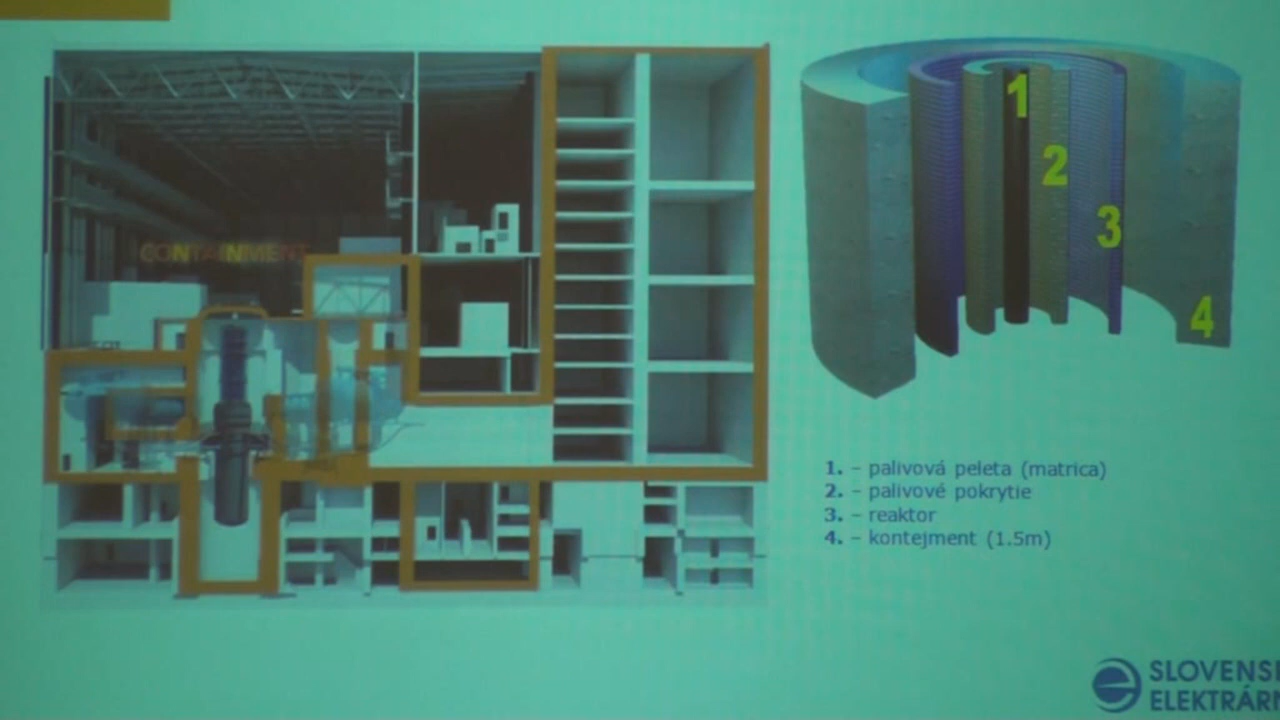 CONTAINMENT
1
2
3
4
1. – palivová peleta (matrica)
2. – palivové pokrytie
3. – reaktor
4. – kontejment (1.5m)
SLOVENSK
ELEKTRÁRN